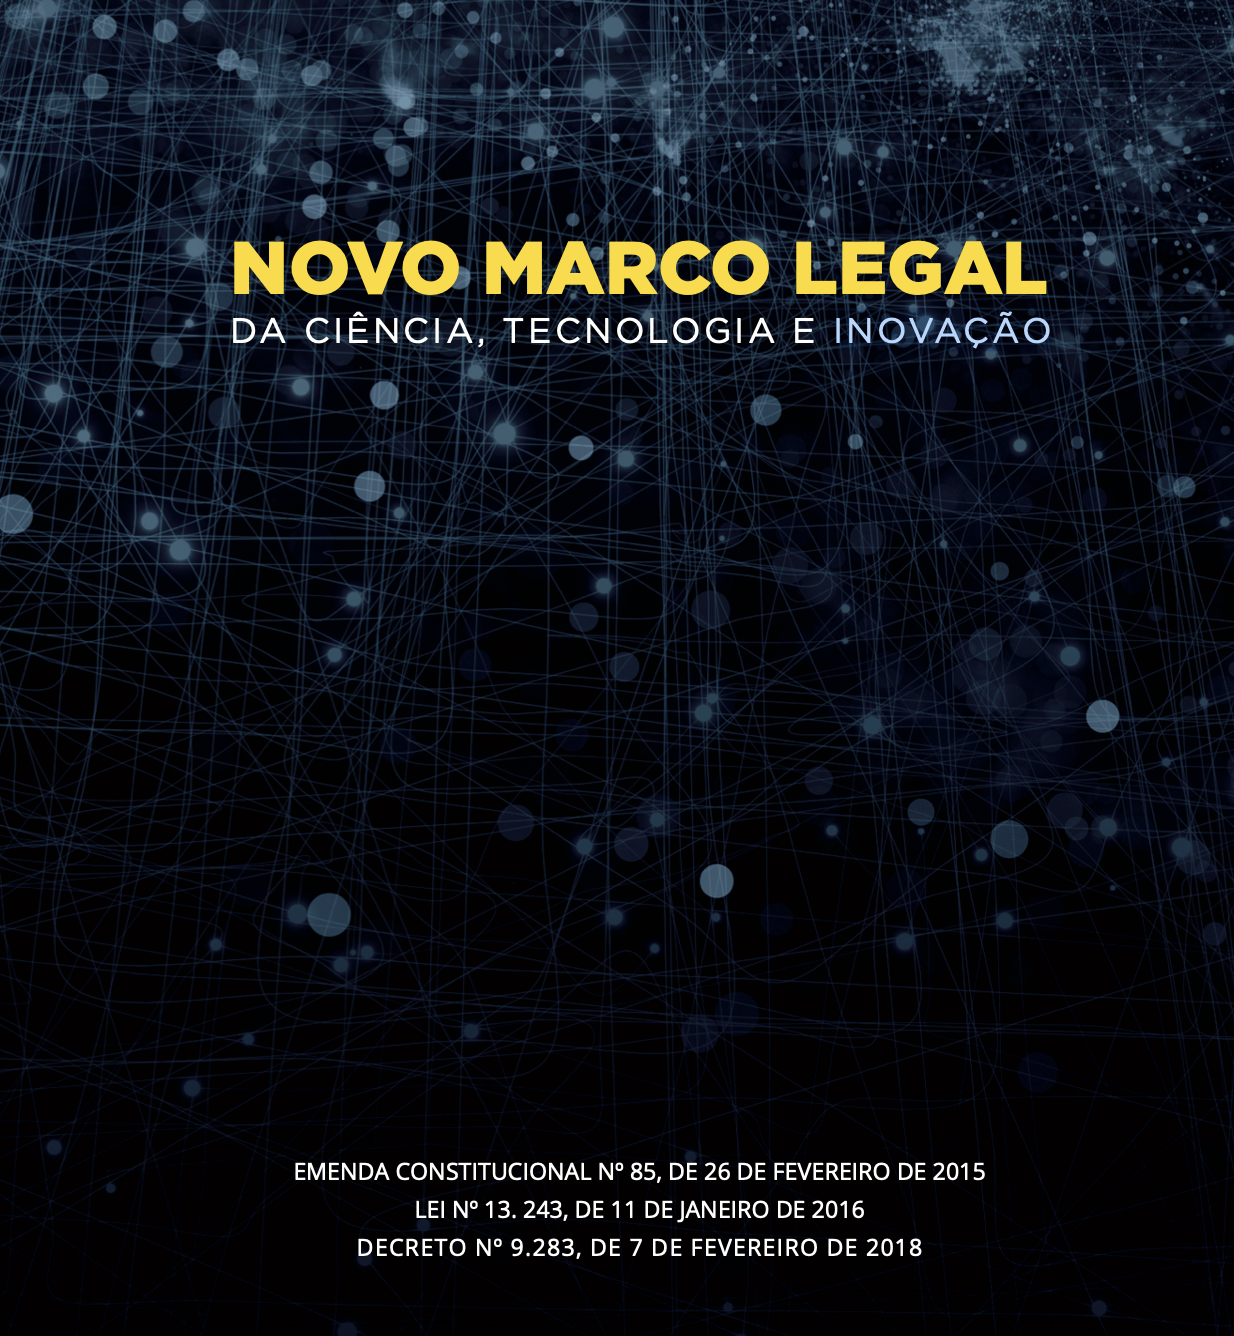 NOVO MARCO LEGAL
DA CIÊNCIA, TECNOLOGIA E INOVAÇÃO
EMENDA CONSTITUCIONAL Nº 85, DE 26 DE FEVEREIRO DE 2015
LEI Nº 13. 243, DE 11 DE JANEIRO DE 2016
DECRETO Nº 9.283, DE 7 DE FEVEREIRO DE 2018